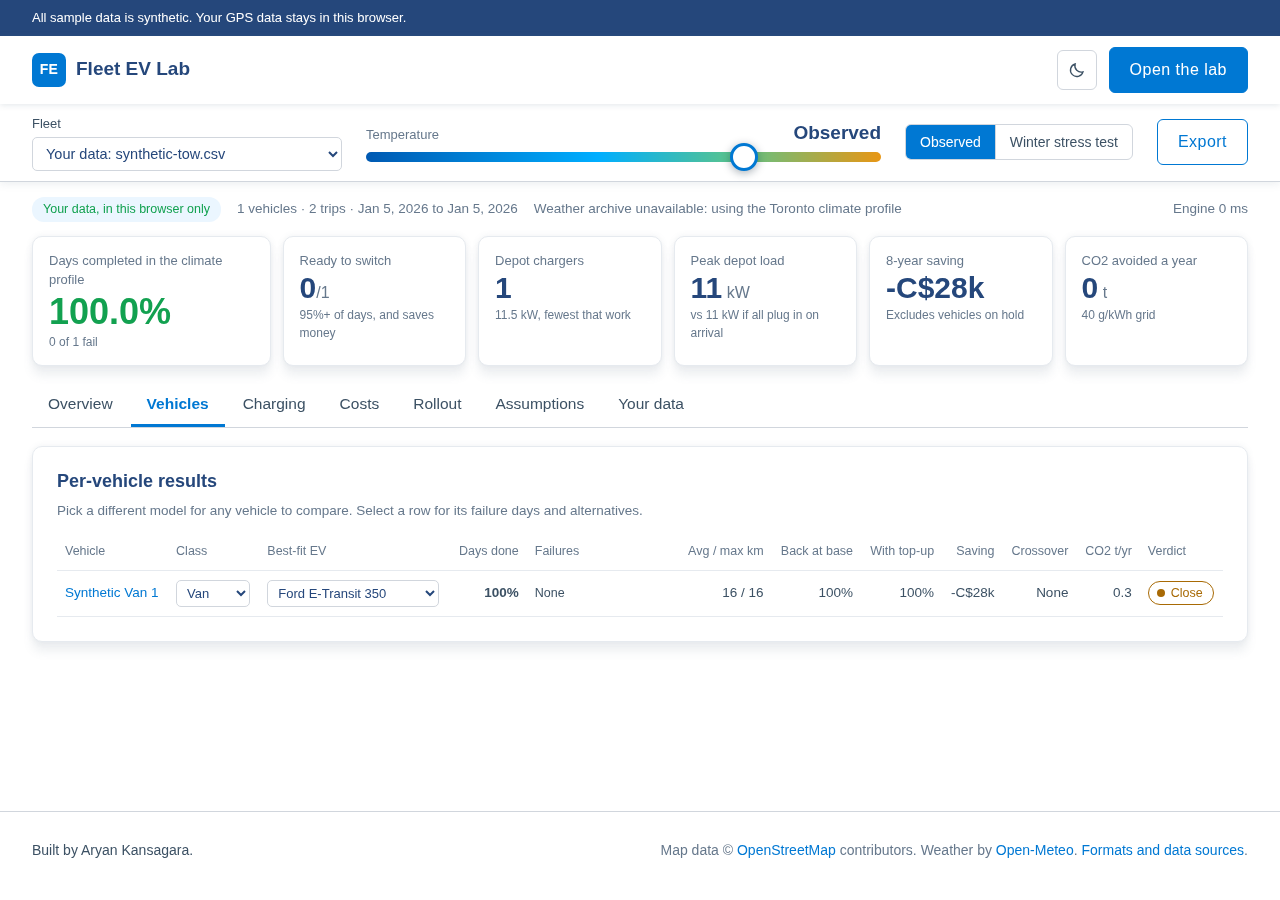 All sample data is synthetic. Your GPS data stays in this browser.
FE Fleet EV Lab
Open the lab
Fleet
Your data: synthetic-tow.csv
Temperature
Observed
Observed
Winter stress test
Export
Your data, in this browser only
1 vehicles · 2 trips · Jan 5, 2026 to Jan 5, 2026
Weather archive unavailable: using the Toronto climate profile
Engine 0 ms
Days completed in the climate
profile
100.0%
0 of 1 fail
Ready to switch
0/1
95%+ of days, and saves
money
Depot chargers
1
11.5 kW, fewest that work
Peak depot load
11 kW
vs 11 kW if all plug in on
arrival
8-year saving
-C$28k
Excludes vehicles on hold
CO2 avoided a year
0 t
40 g/kWh grid
Overview
Vehicles
Charging
Costs
Rollout
Assumptions
Your data
Per-vehicle results
Pick a different model for any vehicle to compare. Select a row for its failure days and alternatives.
Vehicle Class Best-fit EV Days done Failures Avg / max km Back at base With top-up Saving Crossover CO2 t/yr Verdict
Synthetic Van 1 Van Ford E-Transit 350 100% None 16 / 16 100% 100% -C$28k None 0.3 Close
Built by Aryan Kansagara.
Map data © OpenStreetMap contributors. Weather by Open-Meteo. Formats and data sources.